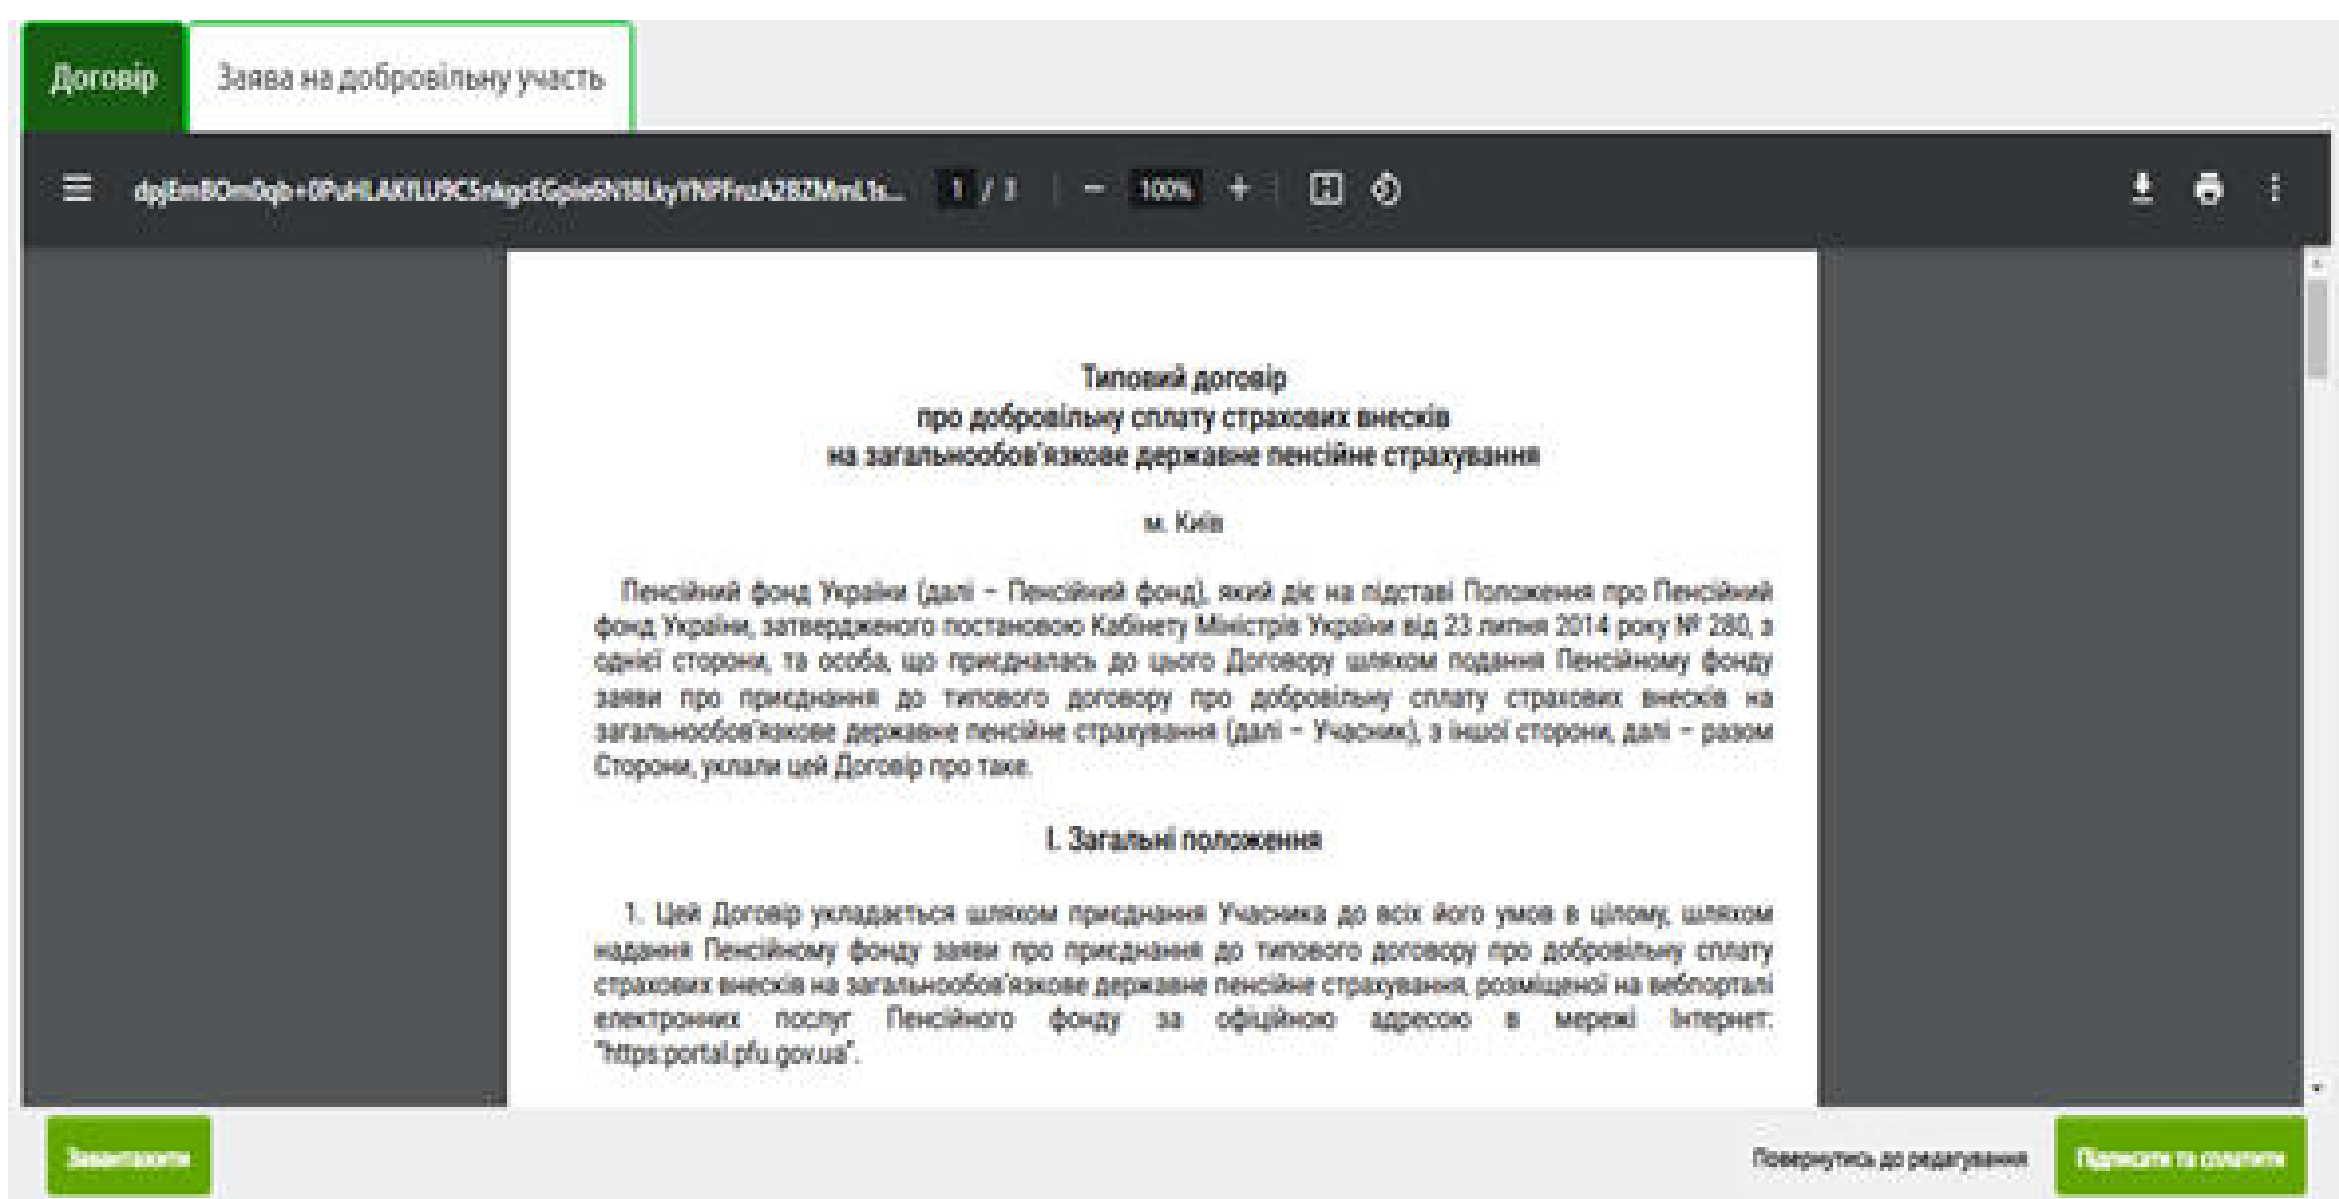 Договір Заява на добровільну участь
1 / 3 − 100% +
Типовий договір
про добровільну сплату страхових внесків
на загальнообов'язкове державне пенсійне страхування
м. Київ
Пенсійний фонд України (далі – Пенсійний фонд), який діє на підставі Положення про Пенсійний
фонд України, затвердженого постановою Кабінету Міністрів України від 23 липня 2014 року № 280, з
однієї сторони, та особа, що приєдналась до цього Договору шляхом подання Пенсійному фонду
заяви про приєднання до типового договору про добровільну сплату страхових внесків на
загальнообов'язкове державне пенсійне страхування (далі – Учасник), з іншої сторони, далі – разом
Сторони, уклали цей Договір про таке.
І. Загальні положення
1. Цей Договір укладається шляхом приєднання Учасника до всіх його умов в цілому, шляхом
надання Пенсійному фонду заяви про приєднання до типового договору про добровільну сплату
страхових внесків на загальнообов'язкове державне пенсійне страхування, розміщеної на вебпорталі
електронних послуг Пенсійного фонду за офіційною адресою в мережі Інтернет:
"https:portal.pfu.gov.ua".
Завантажити Повернутись до редагування Підписати та сплатити